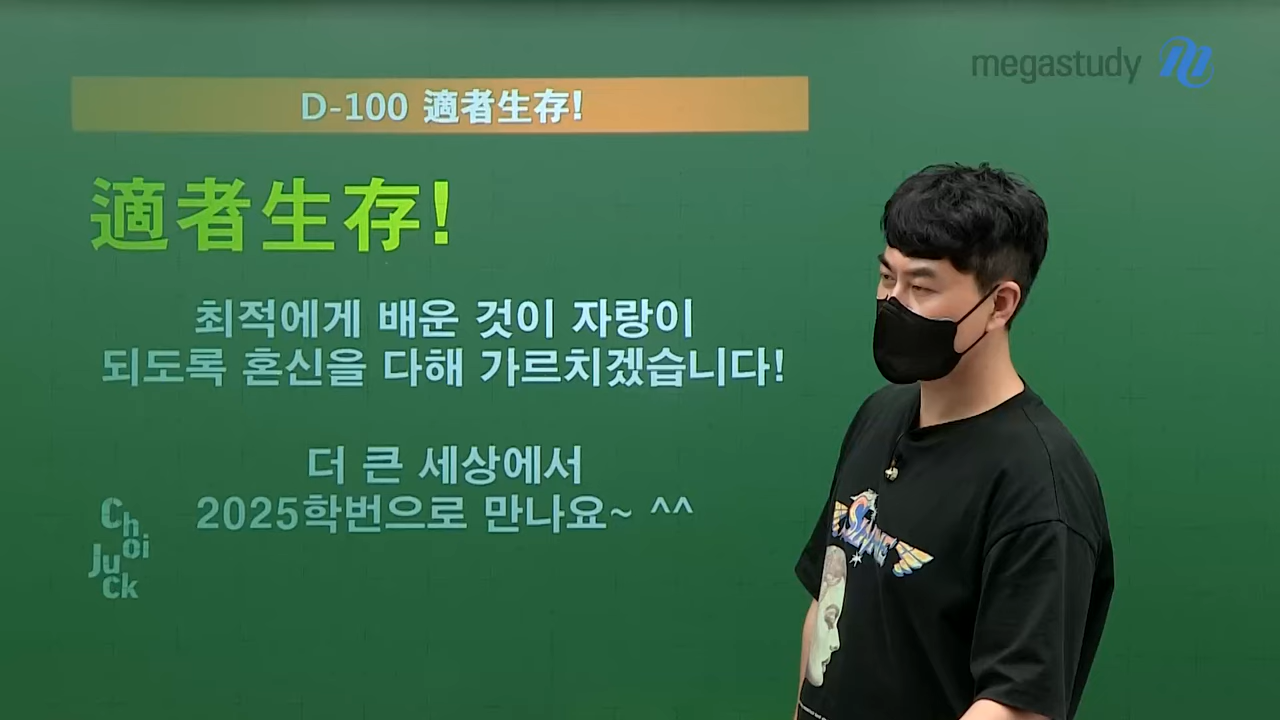 megastudy
D-100 適者生存!
適者生存!
최적에게 배운 것이 자랑이
되도록 혼신을 다해 가르치겠습니다!
더 큰 세상에서
2025학번으로 만나요~ ^^
Ch
oi
Ju
ck